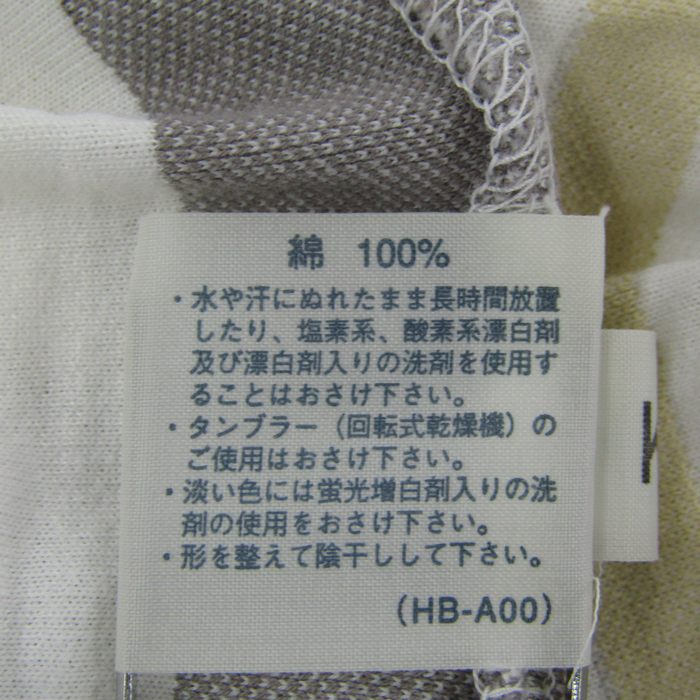 綿 100%
・水や汗にぬれたまま長時間放置
したり、塩素系、酸素系漂白剤
及び漂白剤入りの洗剤を使用す
ることはおさけ下さい。
・タンブラー（回転式乾燥機）の
ご使用はおさけ下さい。
・淡い色には蛍光増白剤入りの洗
剤の使用をおさけ下さい。
・形を整えて陰干しして下さい。
（HB-A00）